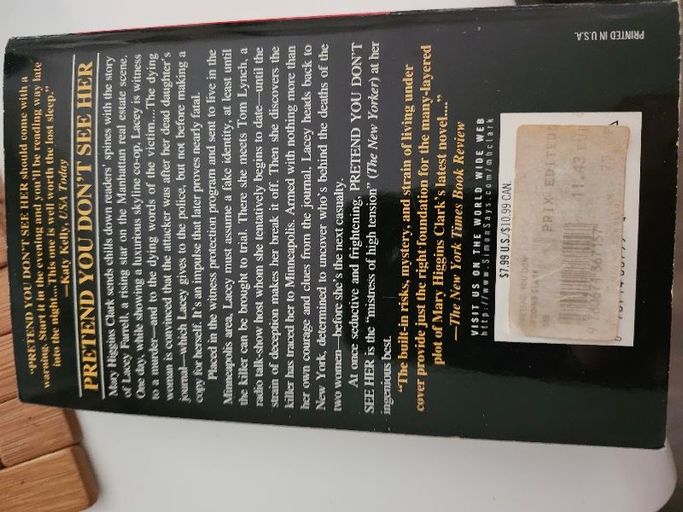 "PRETEND YOU DON'T SEE HER should come with a
warning. Start it in the evening and you'll be reading way late
into the night....This one is well worth the lost sleep."
—Katy Kelly, USA Today
PRETEND YOU DON'T SEE HER
Mary Higgins Clark sends chills down readers' spines with the story
of Lacey Farrell, a rising star on the Manhattan real estate scene.
One day, while showing a luxurious skyline co-op, Lacey is witness
to a murder—and to the dying words of the victim....The dying
woman is convinced that the attacker was after her dead daughter's
journal—which Lacey gives to the police, but not before making a
copy for herself. It's an impulse that later proves nearly fatal.
Placed in the witness protection program and sent to live in the
Minneapolis area, Lacey must assume a fake identity, at least until
the killer can be brought to trial. There she meets Tom Lynch, a
radio talk-show host whom she tentatively begins to date—until the
strain of deception makes her break it off. Then she discovers the
killer has traced her to Minneapolis. Armed with nothing more than
her own courage and clues from the journal, Lacey heads back to
New York, determined to uncover who's behind the deaths of the
two women—before she's the next casualty.
At once seductive and frightening, PRETEND YOU DON'T
SEE HER is the "mistress of high tension" (The New Yorker) at her
ingenious best.
"The built-in risks, mystery, and strain of living under
cover provide just the right foundation for the many-layered
plot of Mary Higgins Clark's latest novel...."
—The New York Times Book Review
VISIT US ON THE WORLD WIDE WEB
http://www.SimonSays.com/mhclark
$7.99 U.S./$10.99 CAN.
PRIX EDITEUR
PRINTED IN U.S.A.